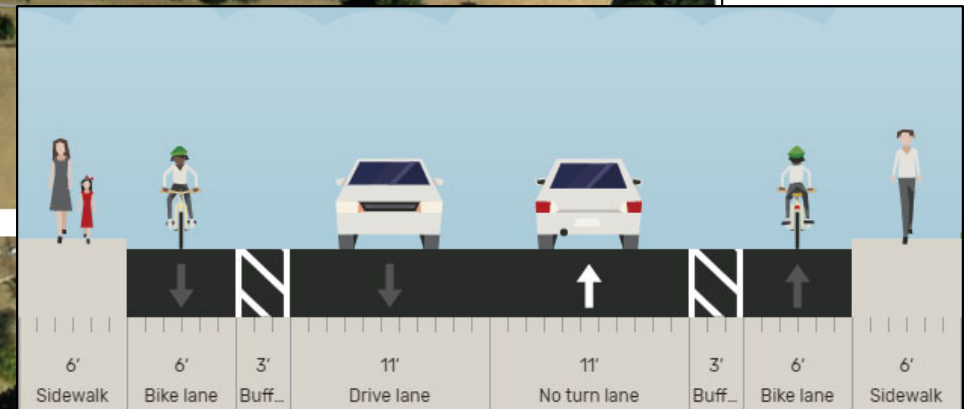 6' 6' 3' 11' 11' 3' 6' 6'
Sidewalk Bike lane Buff... Drive lane No turn lane Buff... Bike lane Sidewalk